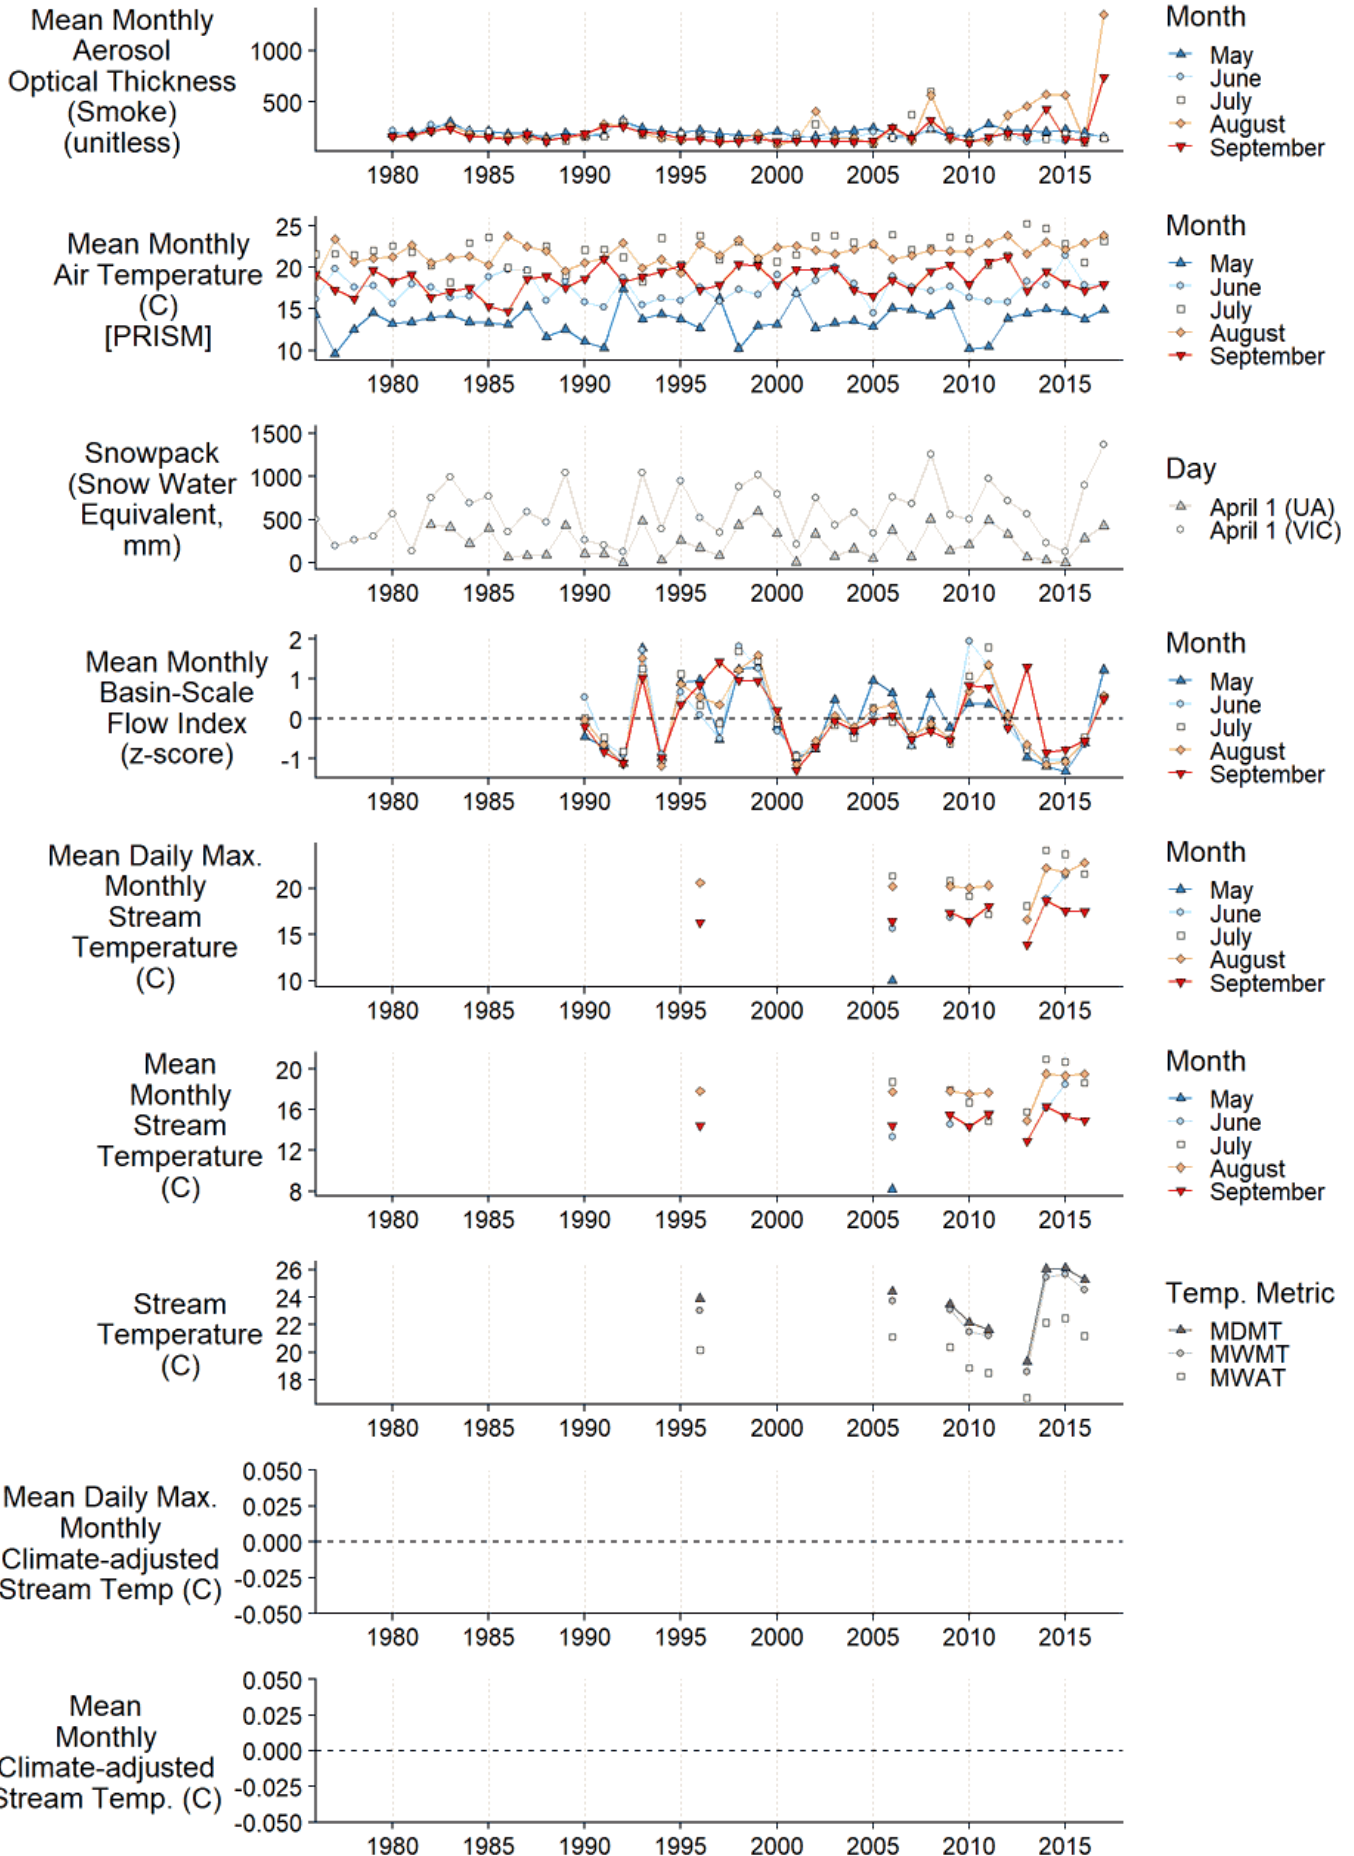 Mean Monthly
Aerosol
Optical Thickness
(Smoke)
(unitless)
1000
500
1980 1985 1990 1995 2000 2005 2010 2015
Month
May
June
July
August
September
Mean Monthly
Air Temperature
(C)
[PRISM]
25
20
15
10
1980 1985 1990 1995 2000 2005 2010 2015
Month
May
June
July
August
September
Snowpack
(Snow Water
Equivalent,
mm)
1500
1000
500
0
1980 1985 1990 1995 2000 2005 2010 2015
Day
April 1 (UA)
April 1 (VIC)
Mean Monthly
Basin-Scale
Flow Index
(z-score)
2
1
0
-1
1980 1985 1990 1995 2000 2005 2010 2015
Month
May
June
July
August
September
Mean Daily Max.
Monthly
Stream
Temperature
(C)
20
15
10
1980 1985 1990 1995 2000 2005 2010 2015
Month
May
June
July
August
September
Mean
Monthly
Stream
Temperature
(C)
20
16
12
8
1980 1985 1990 1995 2000 2005 2010 2015
Month
May
June
July
August
September
Stream
Temperature
(C)
26
24
22
20
18
1980 1985 1990 1995 2000 2005 2010 2015
Temp. Metric
MDMT
MWMT
MWAT
Mean Daily Max.
Monthly
Climate-adjusted
Stream Temp (C)
0.050
0.025
0.000
-0.025
-0.050
1980 1985 1990 1995 2000 2005 2010 2015
Mean
Monthly
Climate-adjusted
Stream Temp. (C)
0.050
0.025
0.000
-0.025
-0.050
1980 1985 1990 1995 2000 2005 2010 2015